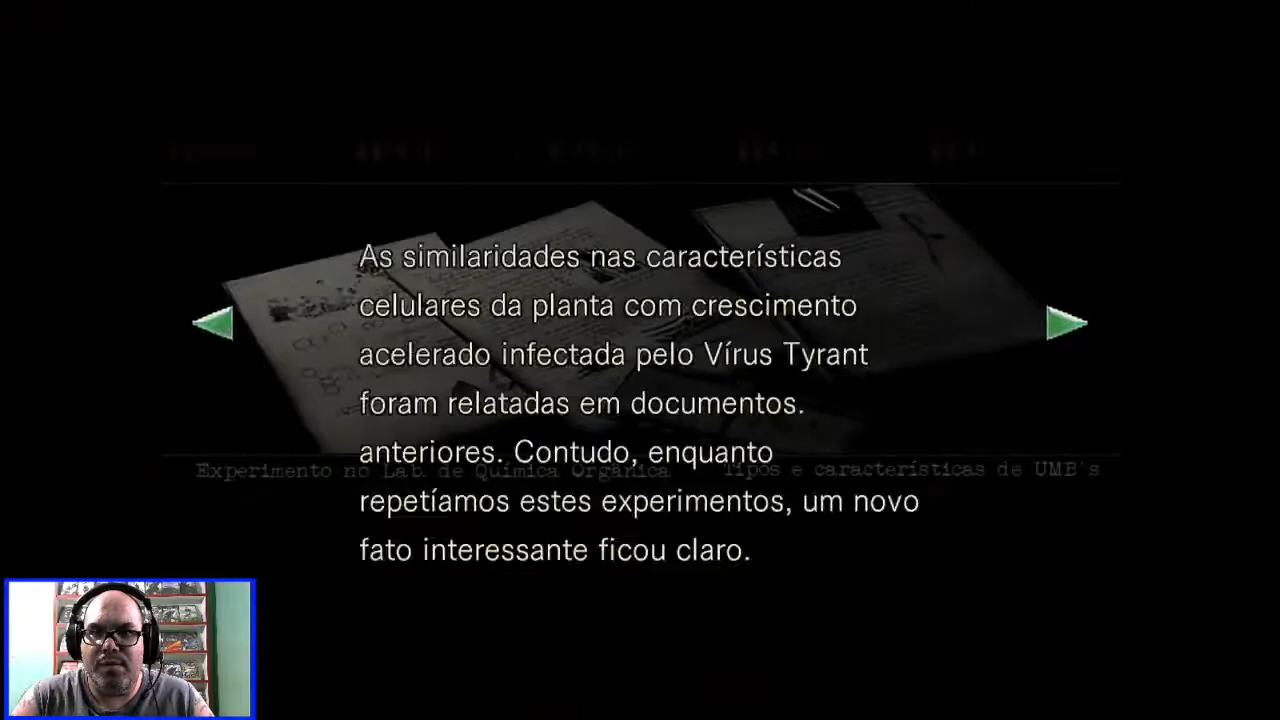 As similaridades nas características
celulares da planta com crescimento
acelerado infectada pelo Vírus Tyrant
foram relatadas em documentos.
anteriores. Contudo, enquanto
Experimento no Lab. de Química Orgânica Tipos e características de UMB's
repetíamos estes experimentos, um novo
fato interessante ficou claro.